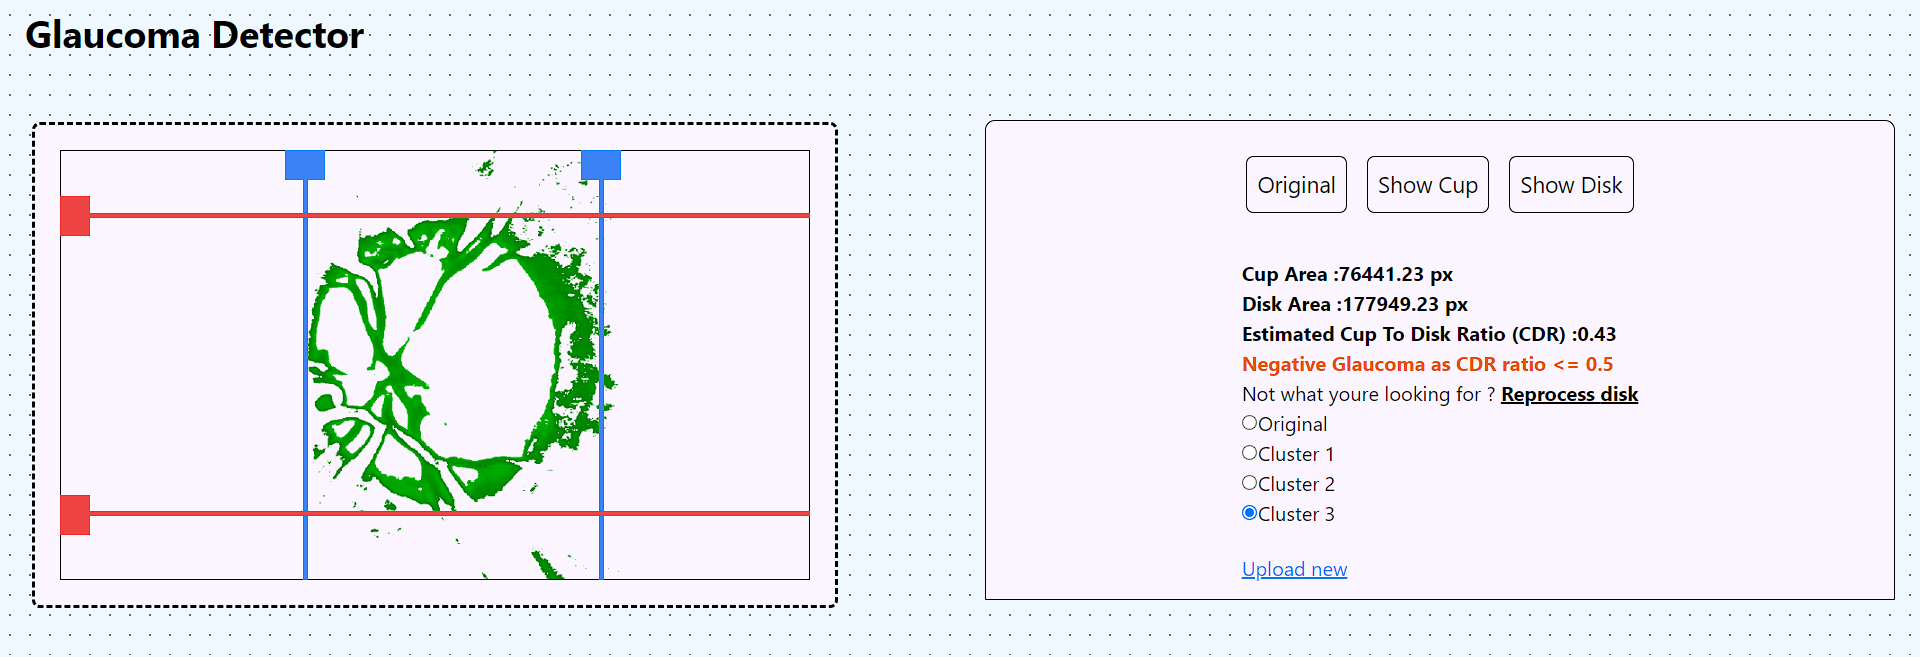 Glaucoma Detector
Original
Show Cup
Show Disk
Cup Area :76441.23 px
Disk Area :177949.23 px
Estimated Cup To Disk Ratio (CDR) :0.43
Negative Glaucoma as CDR ratio <= 0.5
Not what youre looking for ? Reprocess disk
Original
Cluster 1
Cluster 2
Cluster 3
Upload new